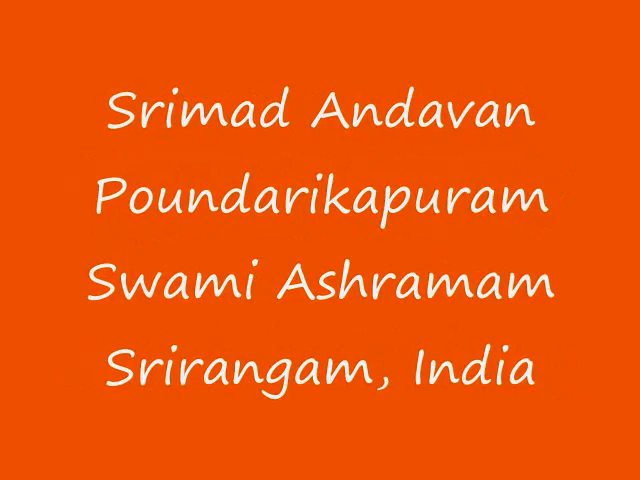 Srimad Andavan
Poundarikapuram
Swami Ashramam
Srirangam, India